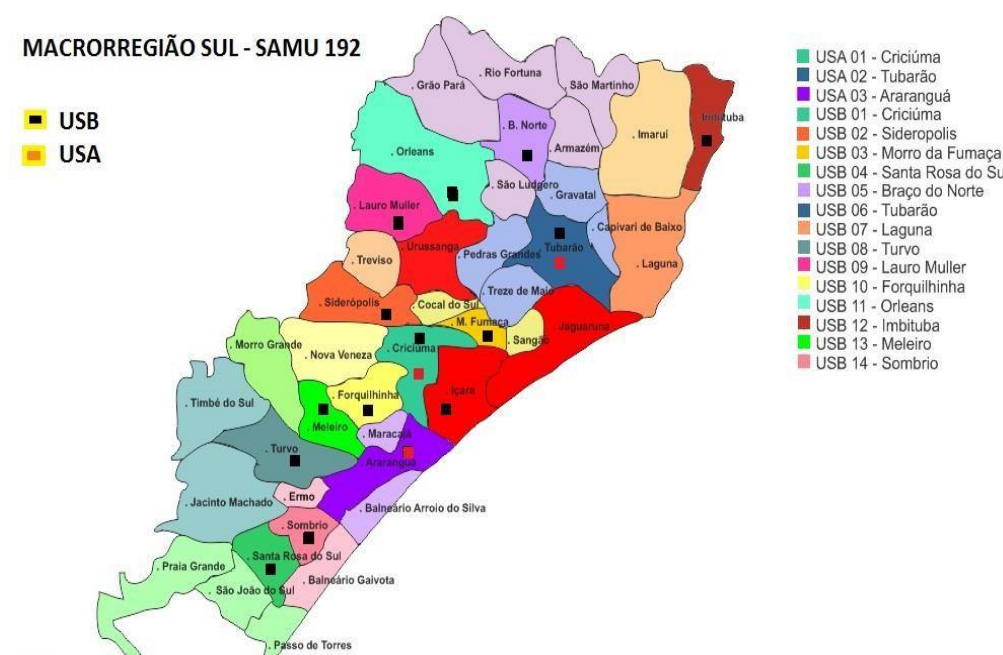 MACRORREGIÃO SUL - SAMU 192
USB
USA
USA 01 - Criciúma
USA 02 - Tubarão
USA 03 - Araranguá
USB 01 - Criciúma
USB 02 - Sideropolis
USB 03 - Morro da Fumaça
USB 04 - Santa Rosa do Su
USB 05 - Braço do Norte
USB 06 - Tubarão
USB 07 - Laguna
USB 08 - Turvo
USB 09 - Lauro Muller
USB 10 - Forquilhinha
USB 11 - Orleans
USB 12 - Imbituba
USB 13 - Meleiro
USB 14 - Sombrio
. Rio Fortuna
. Grão Pará
. São Martinho
. Imaruí
Imbituba
. B. Norte
. Armazém
. Orleans
. São Ludgero
. Gravatal
. Lauro Muller
. Capivari de Baixo
. Urussanga
. Pedras Grandes
. Tubarão
. Treviso
. Laguna
. Treze de Maio
. Siderópolis
. Cocal do Sul
. M. Fumaça
. Jaguaruna
. Sangão
. Morro Grande
. Nova Veneza
. Criciúma
. Içara
. Forquilhinha
. Timbé do Sul
. Meleiro
. Maracajá
. Turvo
. Araranguá
. Ermo
. Jacinto Machado
. Balneário Arroio do Silva
. Sombrio
. Santa Rosa do Sul
. Praia Grande
. Balneário Gaivota
. São João do Sul
. Passo de Torres